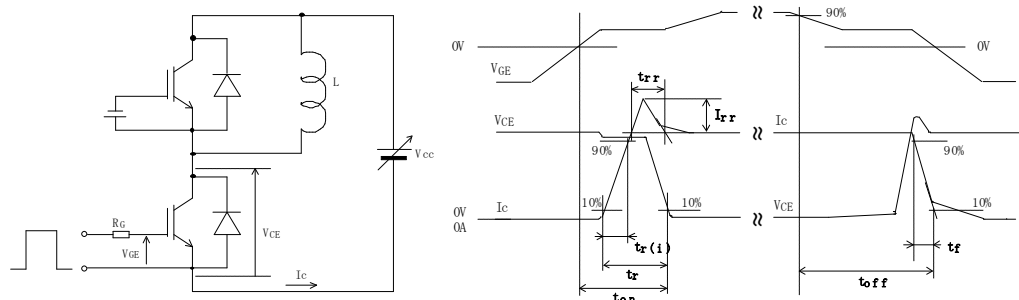 L
Vcc
RG
VGE
VCE
Ic
0V
VGE
trr
Irr
VCE
90%
0V
0A
Ic
10%
10%
tr(i)
tr
ton
90%
0V
Ic
90%
VCE
10%
tf
toff